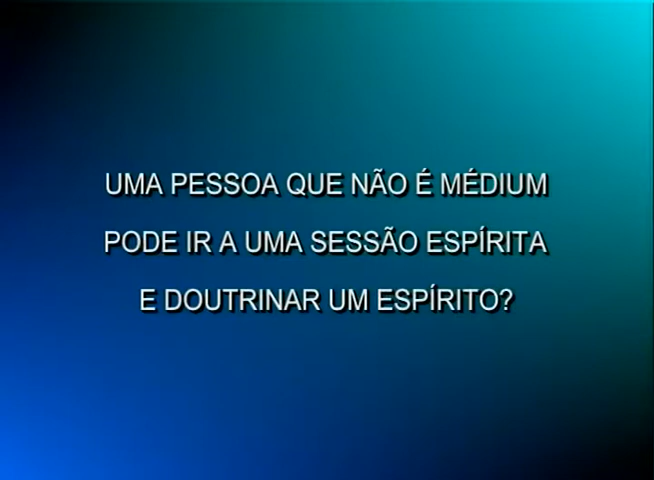 UMA PESSOA QUE NÃO É MÉDIUM
PODE IR A UMA SESSÃO ESPÍRITA
E DOUTRINAR UM ESPÍRITO?